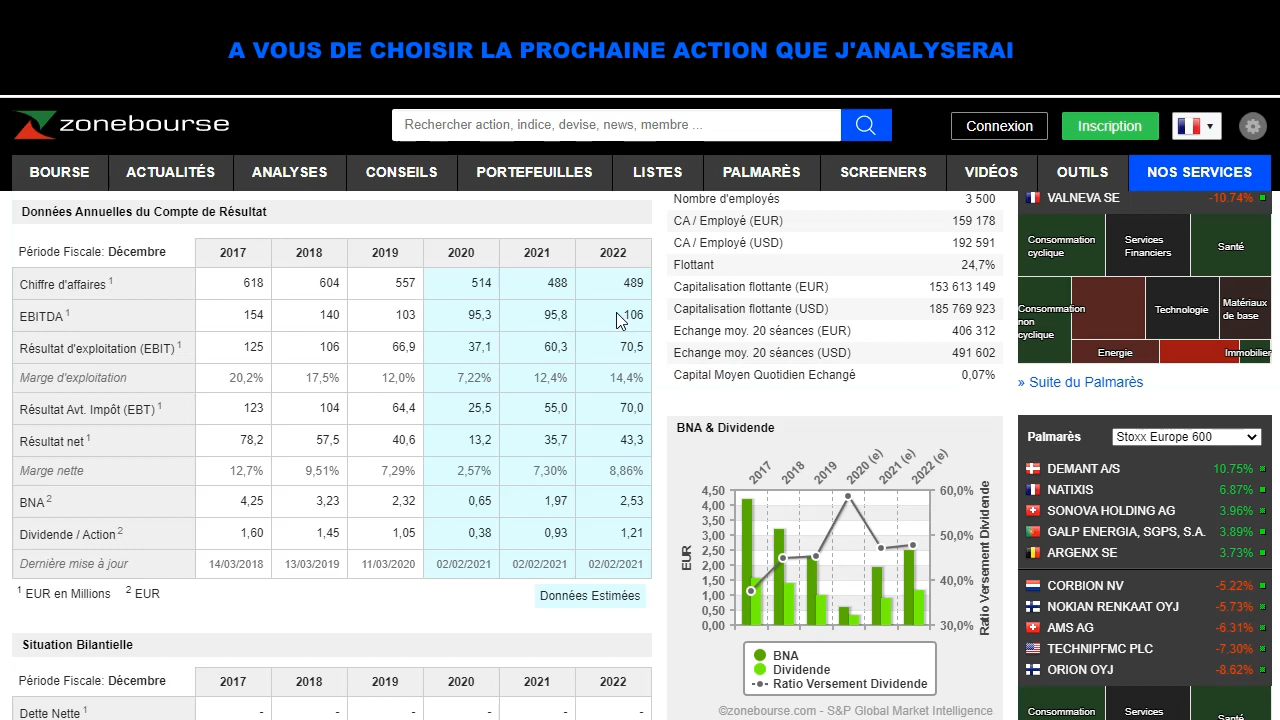 A VOUS DE CHOISIR LA PROCHAINE ACTION QUE J'ANALYSERAI
zonebourse
Rechercher action, indice, devise, news, membre ...
Connexion
Inscription
BOURSE ACTUALITÉS ANALYSES CONSEILS PORTEFEUILLES LISTES PALMARÈS SCREENERS VIDÉOS OUTILS NOS SERVICES
Données Annuelles du Compte de Résultat
Période Fiscale: Décembre 2017 2018 2019 2020 2021 2022
Chiffre d'affaires 1 618 604 557 514 488 489
EBITDA 1 154 140 103 95,3 95,8 106
Résultat d'exploitation (EBIT) 1 125 106 66,9 37,1 60,3 70,5
Marge d'exploitation 20,2% 17,5% 12,0% 7,22% 12,4% 14,4%
Résultat Avt. Impôt (EBT) 1 123 104 64,4 25,5 55,0 70,0
Résultat net 1 78,2 57,5 40,6 13,2 35,7 43,3
Marge nette 12,7% 9,51% 7,29% 2,57% 7,30% 8,86%
BNA 2 4,25 3,23 2,32 0,65 1,97 2,53
Dividende / Action 2 1,60 1,45 1,05 0,38 0,93 1,21
Dernière mise à jour 14/03/2018 13/03/2019 11/03/2020 02/02/2021 02/02/2021 02/02/2021
1 EUR en Millions 2 EUR
Données Estimées
Situation Bilantielle
Période Fiscale: Décembre 2017 2018 2019 2020 2021 2022
Dette Nette 1 - - - - - -
Nombre d'employés 3 500
CA / Employé (EUR) 159 178
CA / Employé (USD) 192 591
Flottant 24,7%
Capitalisation flottante (EUR) 153 613 149
Capitalisation flottante (USD) 185 769 923
Echange moy. 20 séances (EUR) 406 312
Echange moy. 20 séances (USD) 491 602
Capital Moyen Quotidien Echangé 0,07%
BNA & Dividende
2017 2018 2019 2020 (e) 2021 (e) 2022 (e)
4,50 60,0%
4,00
3,50
3,00 50,0%
2,50
2,00
1,50 40,0%
1,00
0,50
0,00 30,0%
EUR
Ratio Versement Dividende
BNA
Dividende
Ratio Versement Dividende
©zonebourse.com - S&P Global Market Intelligence
VALNEVA SE -10.74%
Consommation cyclique
Services Financiers
Santé
Consommation non cyclique
Technologie
Matériaux de base
Energie
Immobilier
» Suite du Palmarès
Palmarès Stoxx Europe 600
DEMANT A/S 10.75%
NATIXIS 6.87%
SONOVA HOLDING AG 3.96%
GALP ENERGIA, SGPS, S.A. 3.89%
ARGENX SE 3.73%
CORBION NV -5.22%
NOKIAN RENKAAT OYJ -5.73%
AMS AG -6.31%
TECHNIPFMC PLC -7.30%
ORION OYJ -8.62%
Consommation
Services
Santé